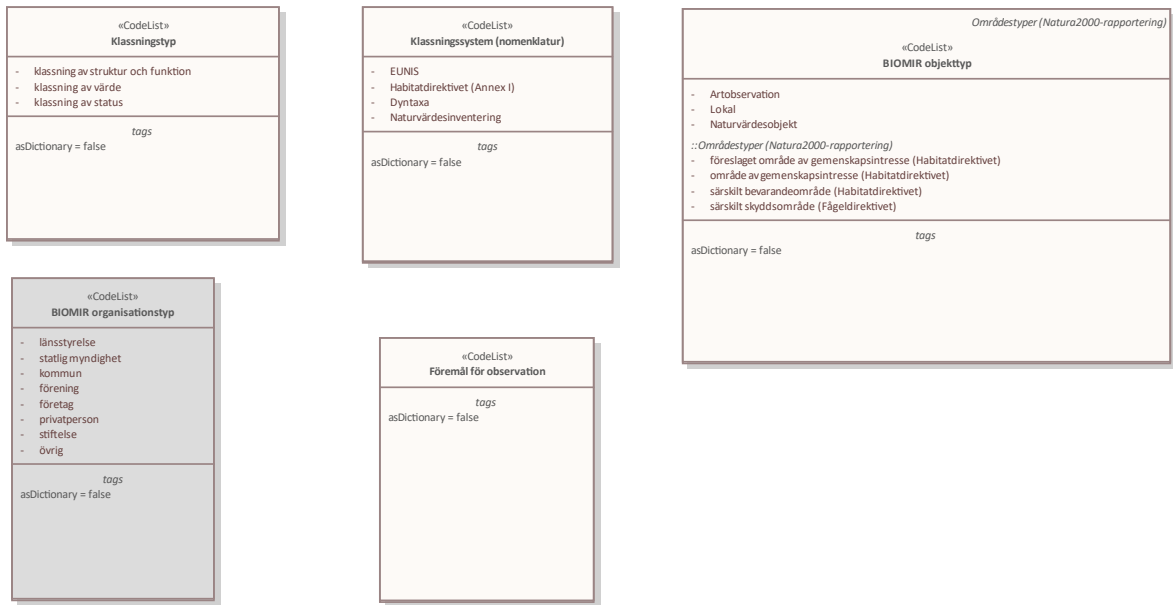 «CodeList»
Klassningstyp
- klassning av struktur och funktion
- klassning av värde
- klassning av status
tags
asDictionary = false
«CodeList»
Klassningssystem (nomenklatur)
- EUNIS
- Habitatdirektivet (Annex I)
- Dyntaxa
- Naturvärdesinventering
tags
asDictionary = false
Områdestyper (Natura2000-rapportering)
«CodeList»
BIOMIR objekttyp
- Artobservation
- Lokal
- Naturvärdesobjekt
::Områdestyper (Natura2000-rapportering)
- föreslaget område av gemenskapsintresse (Habitatdirektivet)
- område av gemenskapsintresse (Habitatdirektivet)
- särskilt bevarandeområde (Habitatdirektivet)
- särskilt skyddsområde (Fågeldirektivet)
tags
asDictionary = false
«CodeList»
BIOMIR organisationstyp
- länsstyrelse
- statlig myndighet
- kommun
- förening
- företag
- privatperson
- stiftelse
- övrig
tags
asDictionary = false
«CodeList»
Föremål för observation
tags
asDictionary = false